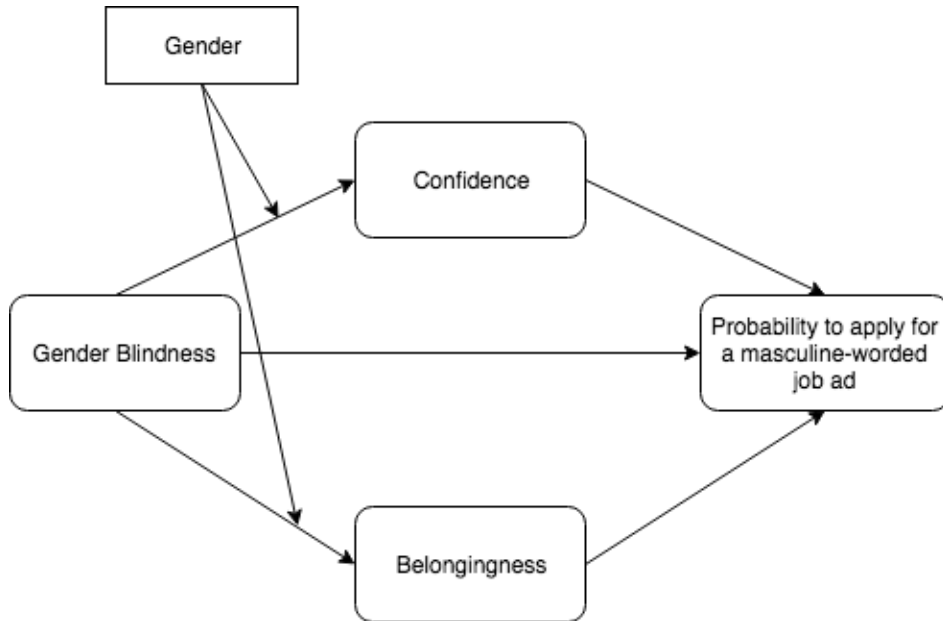 Gender
Confidence
Gender Blindness
Probability to apply for
a masculine-worded
job ad
Belongingness